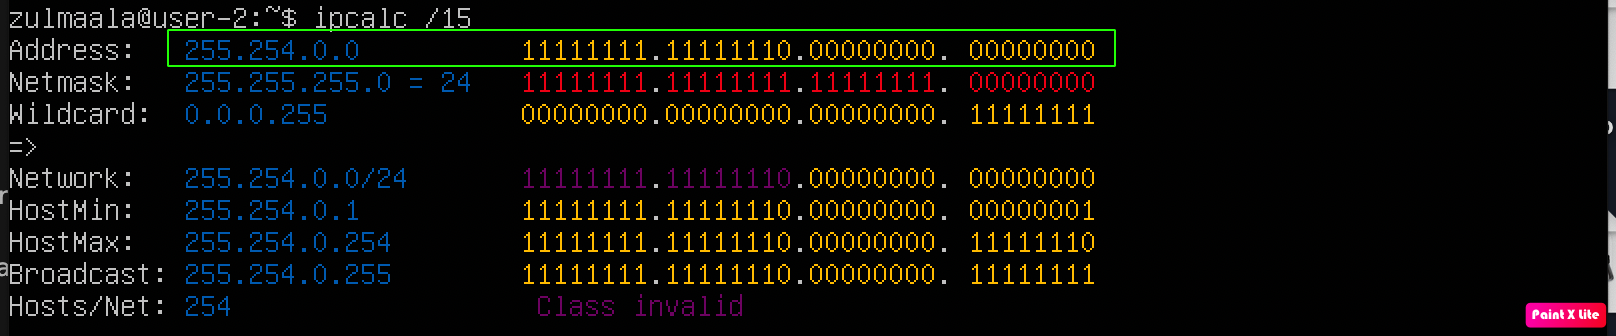 zulmaala@user-2:~$ ipcalc /15
Address: 255.254.0.0 11111111.11111110.00000000. 00000000
Netmask: 255.255.255.0 = 24 11111111.11111111.11111111. 00000000
Wildcard: 0.0.0.255 00000000.00000000.00000000. 11111111
=>
Network: 255.254.0.0/24 11111111.11111110.00000000. 00000000
HostMin: 255.254.0.1 11111111.11111110.00000000. 00000001
HostMax: 255.254.0.254 11111111.11111110.00000000. 11111110
Broadcast: 255.254.0.255 11111111.11111110.00000000. 11111111
Hosts/Net: 254 Class invalid
Paint X Lite